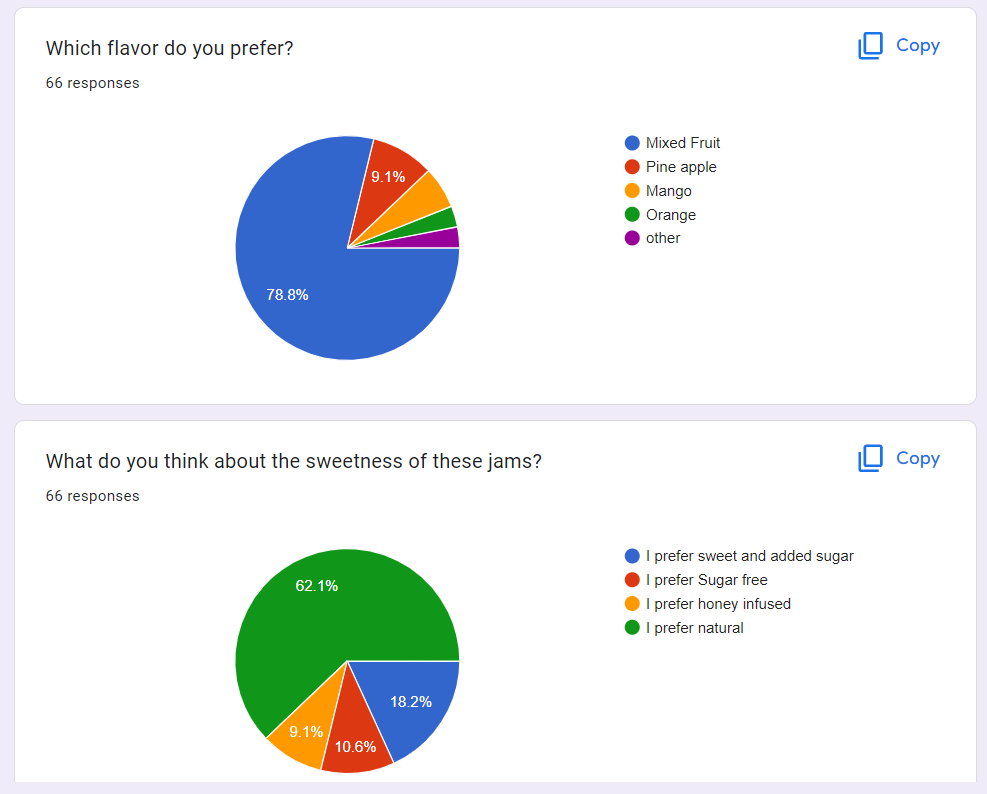 Which flavor do you prefer?
Copy
66 responses
Mixed Fruit
Pine apple
Mango
Orange
other
9.1%
78.8%
What do you think about the sweetness of these jams?
Copy
66 responses
I prefer sweet and added sugar
I prefer Sugar free
I prefer honey infused
I prefer natural
62.1%
18.2%
9.1%
10.6%